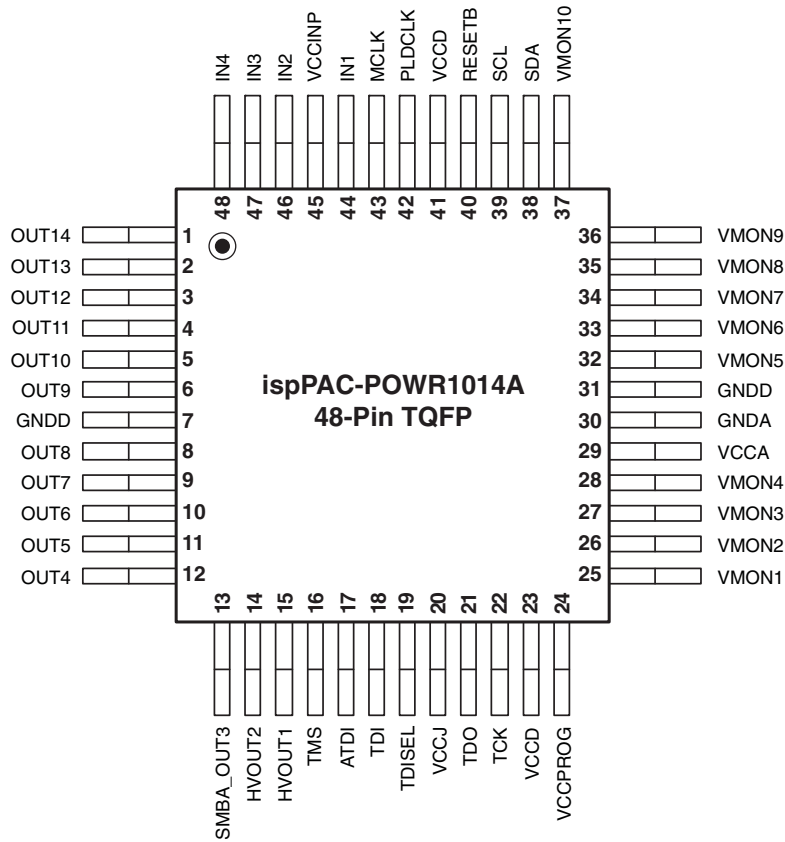 IN4
IN3
IN2
VCCINP
IN1
MCLK
PLDCLK
VCCD
RESETB
SCL
SDA
VMON10
48
47
46
45
44
43
42
41
40
39
38
37
OUT14 1
OUT13 2
OUT12 3
OUT11 4
OUT10 5
OUT9 6
GNDD 7
OUT8 8
OUT7 9
OUT6 10
OUT5 11
OUT4 12
ispPAC-POWR1014A
48-Pin TQFP
36 VMON9
35 VMON8
34 VMON7
33 VMON6
32 VMON5
31 GNDD
30 GNDA
29 VCCA
28 VMON4
27 VMON3
26 VMON2
25 VMON1
13
14
15
16
17
18
19
20
21
22
23
24
SMBA_OUT3
HVOUT2
HVOUT1
TMS
ATDI
TDI
TDISEL
VCCJ
TDO
TCK
VCCD
VCCPROG